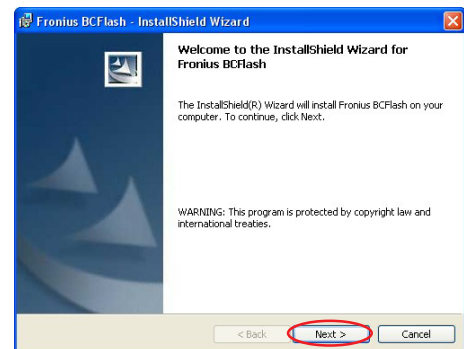 Fronius BCFlash - InstallShield Wizard
Welcome to the InstallShield Wizard for
Fronius BCFlash
The InstallShield(R) Wizard will install Fronius BCFlash on your
computer. To continue, click Next.
WARNING: This program is protected by copyright law and
international treaties.
< Back
Next >
Cancel